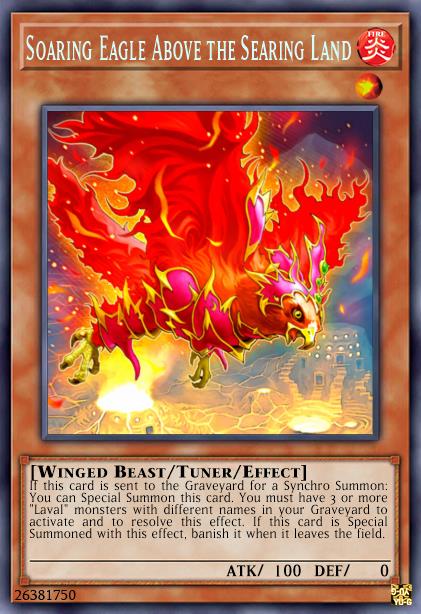 Soaring Eagle Above the Searing Land
FIRE
炎
[Winged Beast/Tuner/Effect]
If this card is sent to the Graveyard for a Synchro Summon:
You can Special Summon this card. You must have 3 or more
"Laval" monsters with different names in your Graveyard to
activate and to resolve this effect. If this card is Special
Summoned with this effect, banish it when it leaves the field.
ATK/ 100 DEF/ 0
26381750